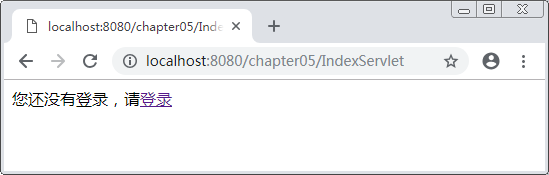 localhost:8080/chapter05/Inde
localhost:8080/chapter05/IndexServlet
您还没有登录，请登录